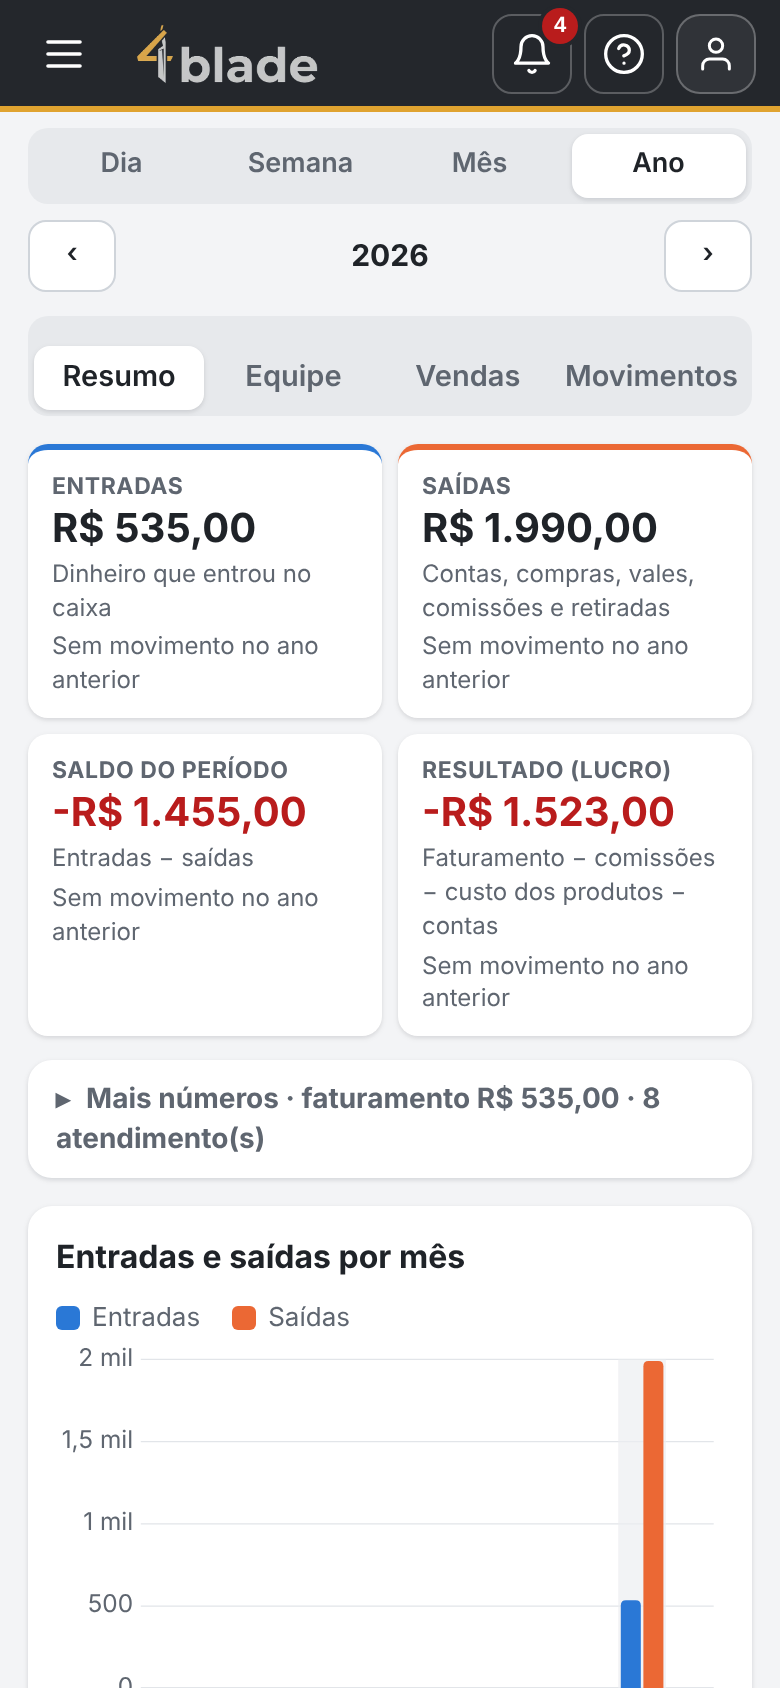 4blade
4
Dia Semana Mês Ano
‹ 2026 ›
Resumo Equipe Vendas Movimentos
ENTRADAS
R$ 535,00
Dinheiro que entrou no
caixa
Sem movimento no ano
anterior
SAÍDAS
R$ 1.990,00
Contas, compras, vales,
comissões e retiradas
Sem movimento no ano
anterior
SALDO DO PERÍODO
-R$ 1.455,00
Entradas − saídas
Sem movimento no ano
anterior
RESULTADO (LUCRO)
-R$ 1.523,00
Faturamento − comissões
− custo dos produtos −
contas
Sem movimento no ano
anterior
▶ Mais números · faturamento R$ 535,00 · 8
atendimento(s)
Entradas e saídas por mês
Entradas Saídas
2 mil
1,5 mil
1 mil
500
0